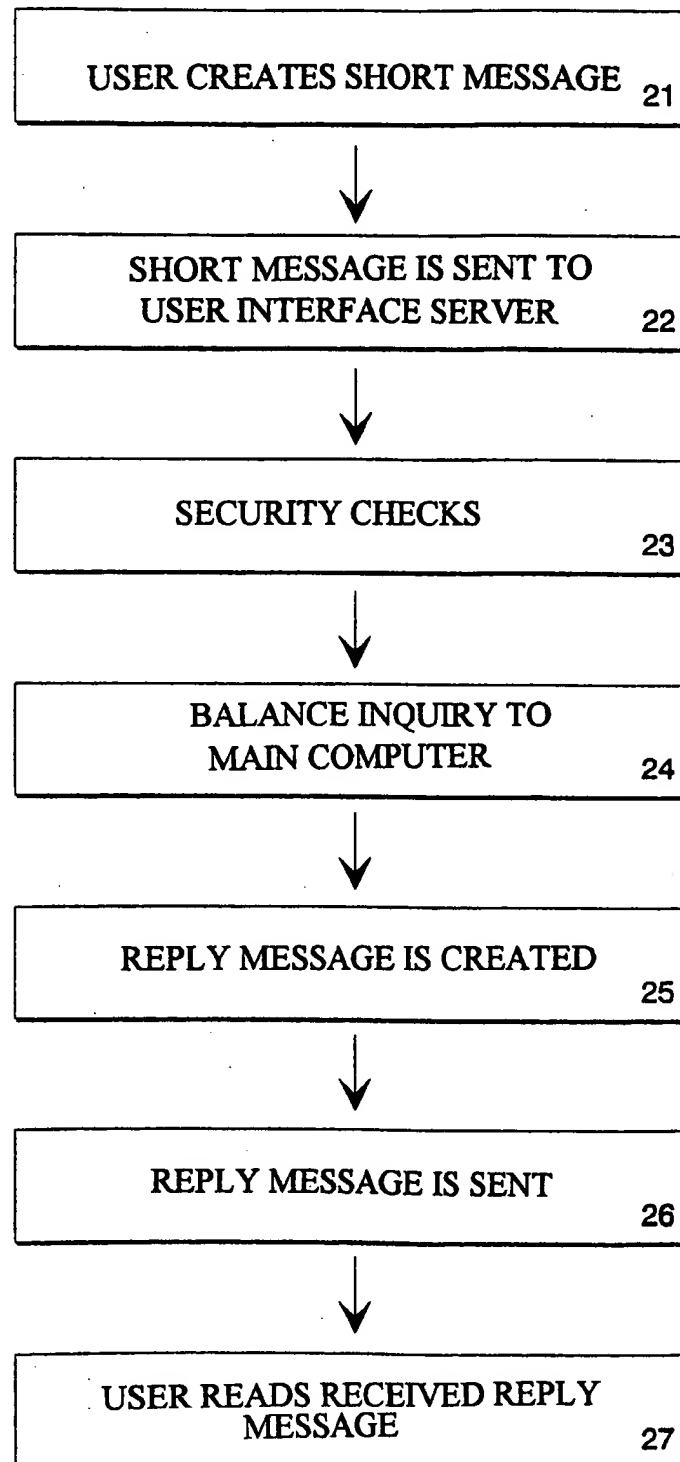 USER CREATES SHORT MESSAGE
21
SHORT MESSAGE IS SENT TO
USER INTERFACE SERVER
22
SECURITY CHECKS
23
BALANCE INQUIRY TO
MAIN COMPUTER
24
REPLY MESSAGE IS CREATED
25
REPLY MESSAGE IS SENT
26
USER READS RECEIVED REPLY
MESSAGE
27